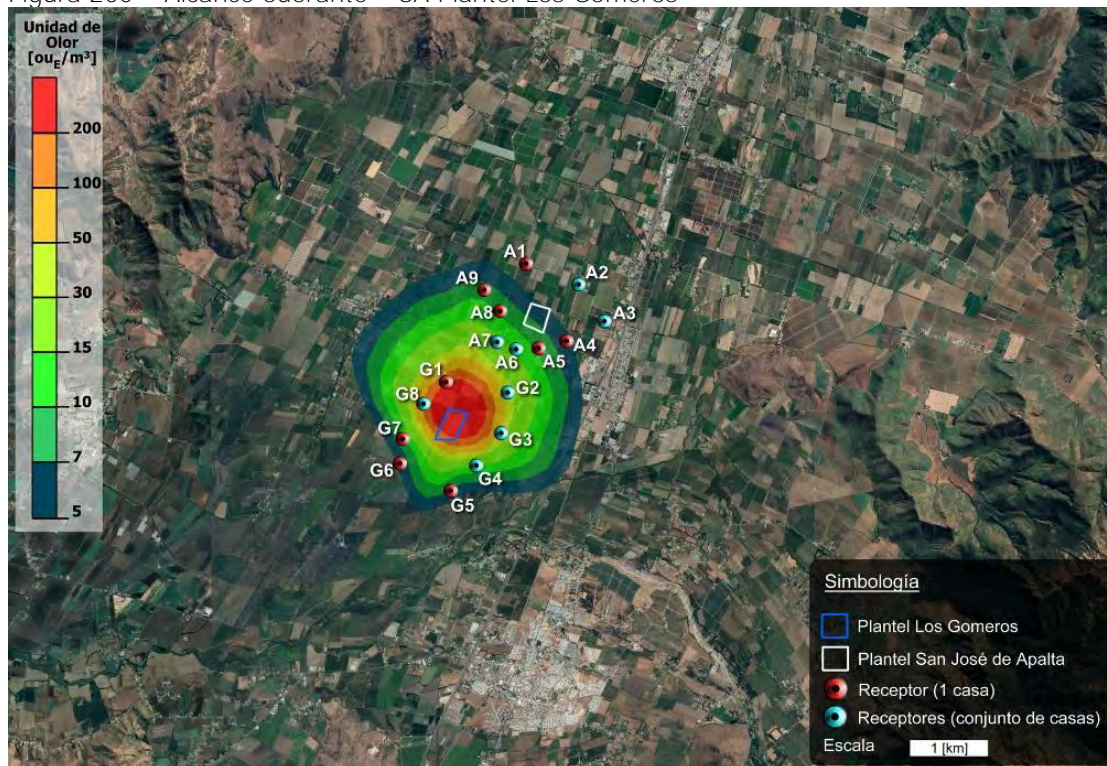 Unidad de
Olor
[ouE/m³]
200
100
50
30
15
10
7
5
A1
A2
A9
A8
A3
A7
A4
A6
A5
G1
G8
G2
G7
G3
G6
G4
G5
Simbología
Plantel Los Gomeros
Plantel San José de Apalta
Receptor (1 casa)
Receptores (conjunto de casas)
Escala
1 [km]